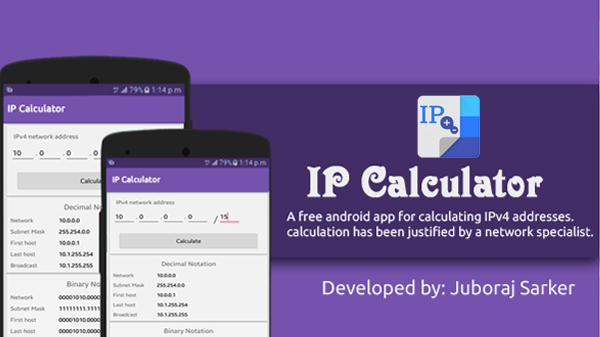 79% 1:14 p.m
IP Calculator
IPv4 network address
10 . 0 . 0
Calcul
Decimal No
Network 10.0.0.0
Subnet Mask 255.254.0.0
First host 10.0.0.1
Last host 10.1.255.254
Broadcast 10.1.255.255
Binary No
Network 00001010.0000
Subnet Mask 11111111.1111
First host 00001010.0000
Last host 00001010.0000
79% 1:14 p.m
IP Calculator
IPv4 network address
10 . 0 . 0 . 0 / 15
Calculate
Decimal Notation
Network 10.0.0.0
Subnet Mask 255.254.0.0
First host 10.0.0.1
Last host 10.1.255.254
Broadcast 10.1.255.255
Binary Notation
IP
IP Calculator
A free android app for calculating IPv4 addresses.
calculation has been justified by a network specialist.
Developed by: Juboraj Sarker